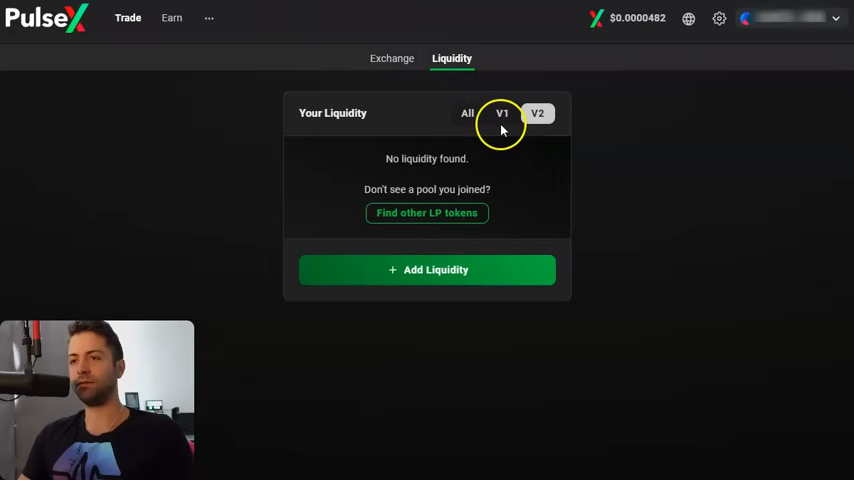 PulseX
Trade
Earn
$0.0000482
Exchange
Liquidity
Your Liquidity
All
V1
V2
No liquidity found.
Don't see a pool you joined?
Find other LP tokens
+ Add Liquidity